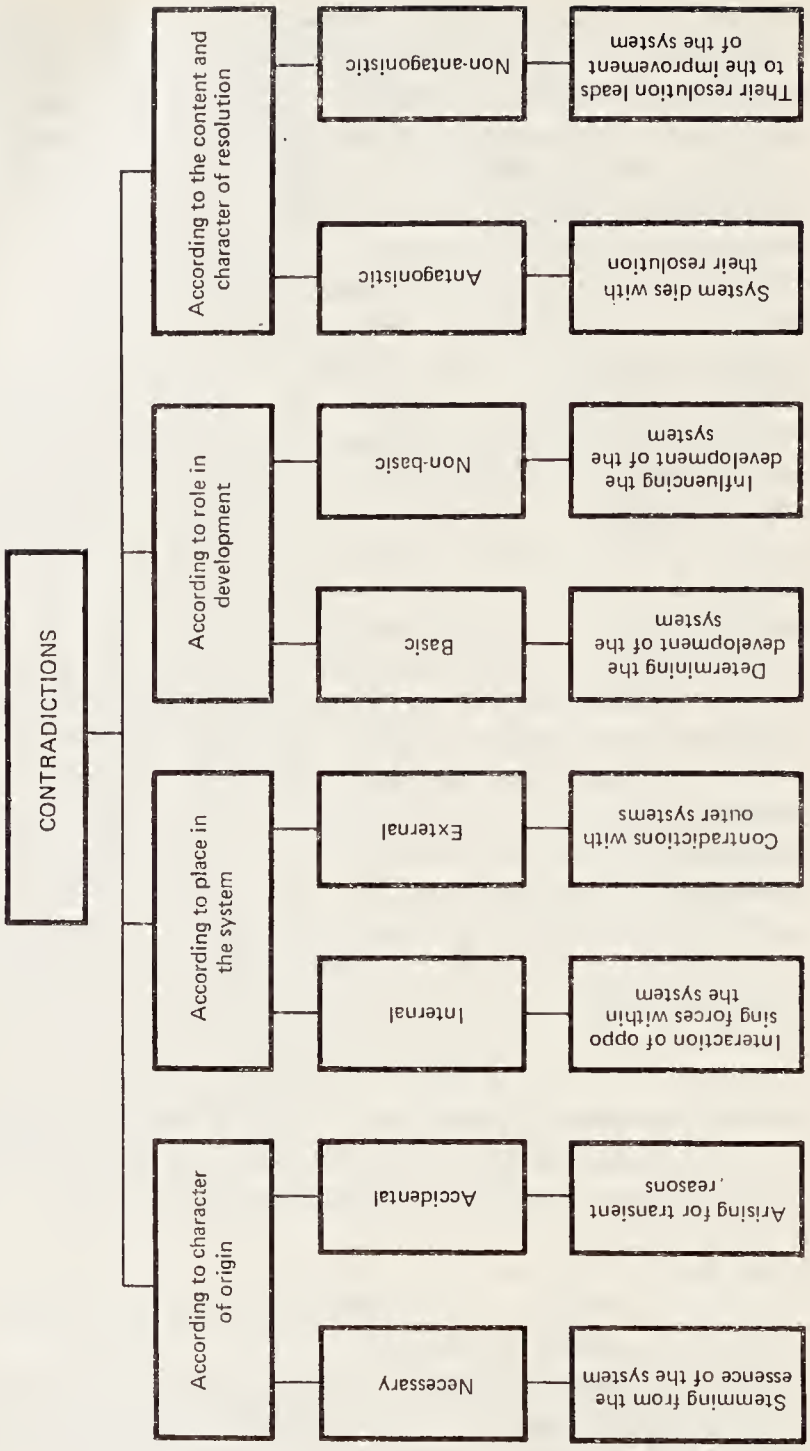 CONTRADICTIONS
According to character
of origin
According to place in
the system
According to role in
development
According to the content and
character of resolution
Necessary
Accidental
Internal
External
Basic
Non-basic
Antagonistic
Non-antagonistic
Stemming from the
essence of the system
Arising for transient
reasons,
Interaction of oppo
sing forces within
the system
Contradictions with
outer systems
Determining the
development of the
system
Influencing the
development of the
system
System dies with
their resolution
Their resolution leads
to the improvement
of the system